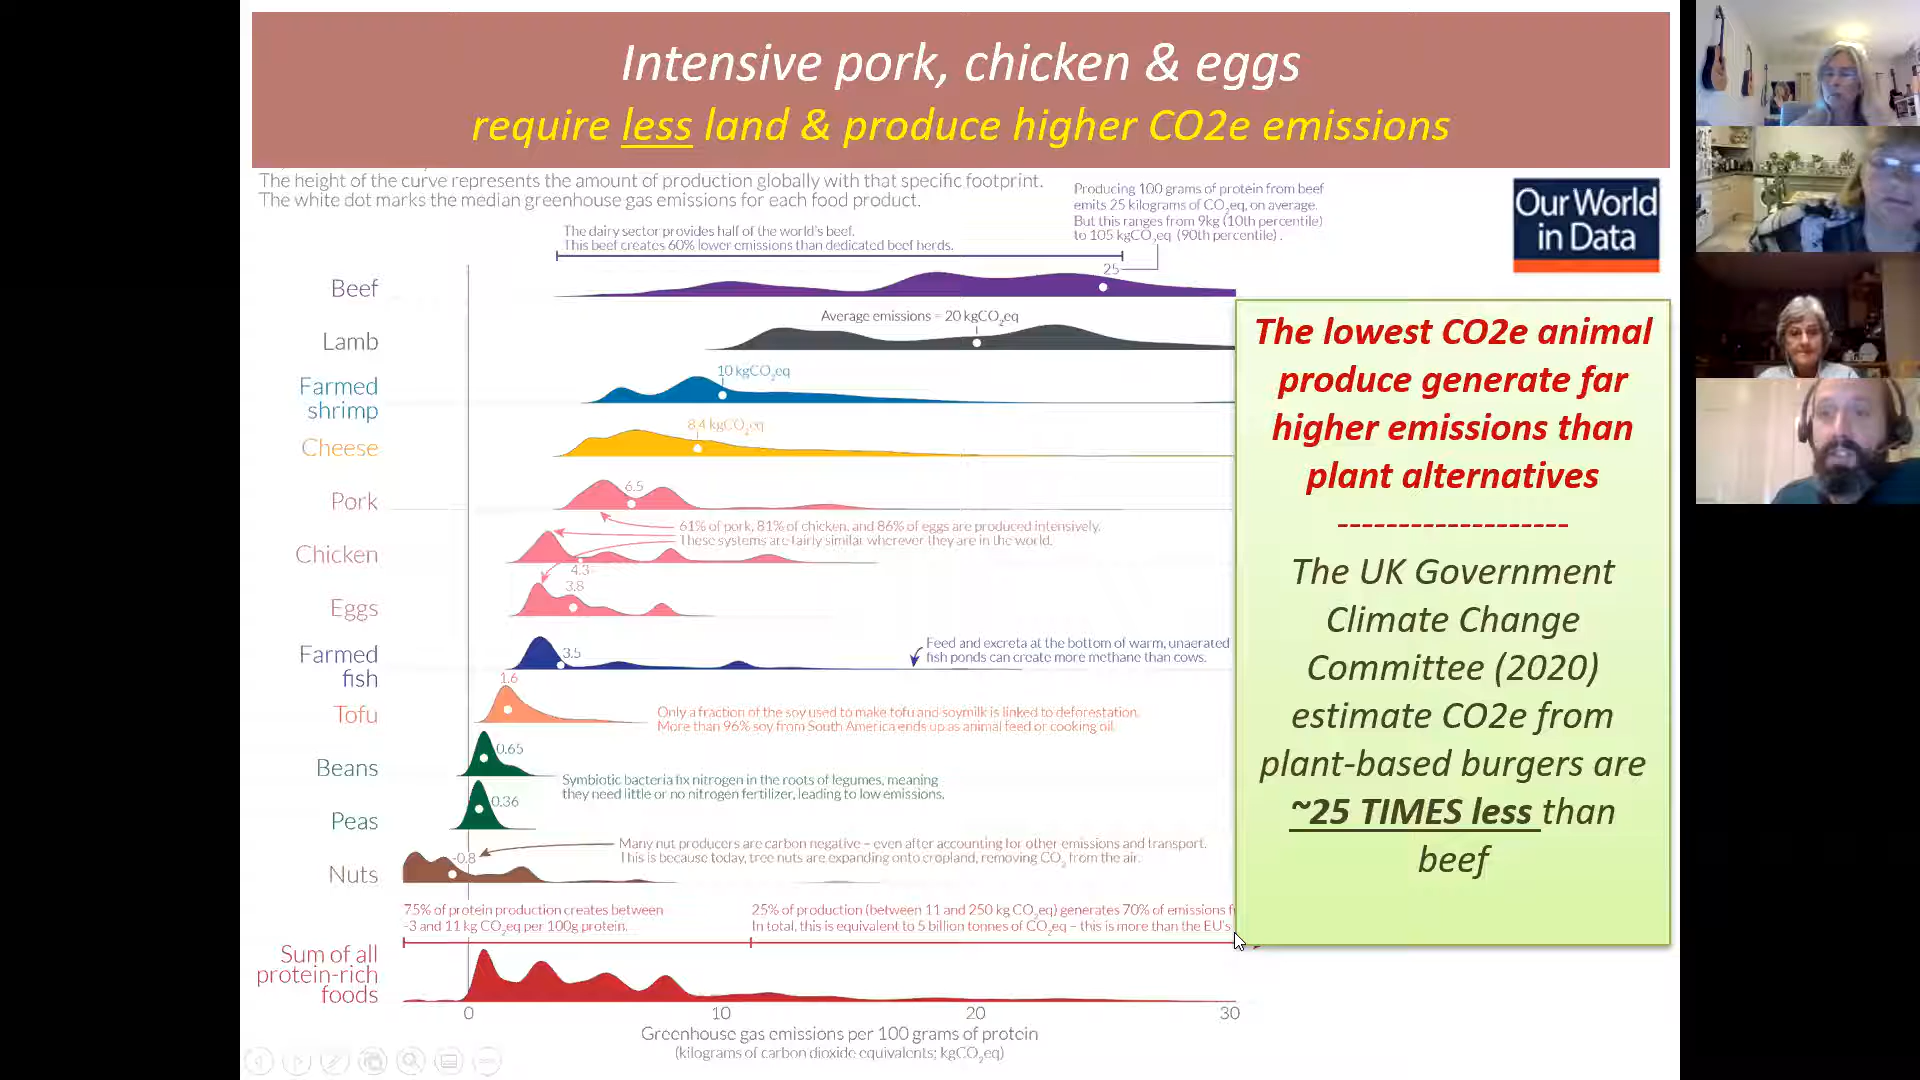 Intensive pork, chicken & eggs
require less land & produce higher CO2e emissions
The height of the curve represents the amount of production globally with that specific footprint.
The white dot marks the median greenhouse gas emissions for each food product.
Producing 100 grams of protein from beef
emits 25 kilograms of CO2eq, on average.
But this ranges from 9kg (10th percentile)
to 105 kgCO2eq (90th percentile) .
Our World
in Data
The dairy sector provides half of the world's beef.
This beef creates 60% lower emissions than dedicated beef herds.
25
Beef
Average emissions = 20 kgCO2eq
Lamb
10 kgCO2eq
Farmed
shrimp
8.4 kgCO2eq
Cheese
6.5
Pork
61% of pork, 81% of chicken, and 86% of eggs are produced intensively.
These systems are fairly similar wherever they are in the world.
Chicken
4.3
3.8
Eggs
Feed and excreta at the bottom of warm, unaerated
fish ponds can create more methane than cows.
3.5
Farmed
fish
1.6
Tofu
Only a fraction of the soy used to make tofu and soymilk is linked to deforestation.
More than 96% soy from South America ends up as animal feed or cooking oil.
0.65
Beans
Symbiotic bacteria fix nitrogen in the roots of legumes, meaning
they need little or no nitrogen fertilizer, leading to low emissions.
0.36
Peas
Many nut producers are carbon negative – even after accounting for other emissions and transport.
This is because today, tree nuts are expanding onto cropland, removing CO2 from the air.
-0.8
Nuts
75% of protein production creates between
-3 and 11 kg CO2eq per 100g protein.
25% of production (between 11 and 250 kg CO2eq) generates 70% of emissions
In total, this is equivalent to 5 billion tonnes of CO2eq – this is more than the EU's
Sum of all
protein-rich
foods
0 10 20 30
Greenhouse gas emissions per 100 grams of protein
(kilograms of carbon dioxide equivalents; kgCO2eq)
The lowest CO2e animal
produce generate far
higher emissions than
plant alternatives
-------------------
The UK Government
Climate Change
Committee (2020)
estimate CO2e from
plant-based burgers are
~25 TIMES less than
beef